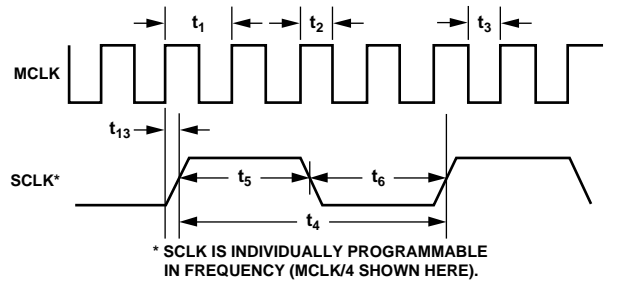 t1 t2 t3
MCLK
t13
SCLK*
t5 t6
t4
* SCLK IS INDIVIDUALLY PROGRAMMABLE
IN FREQUENCY (MCLK/4 SHOWN HERE).